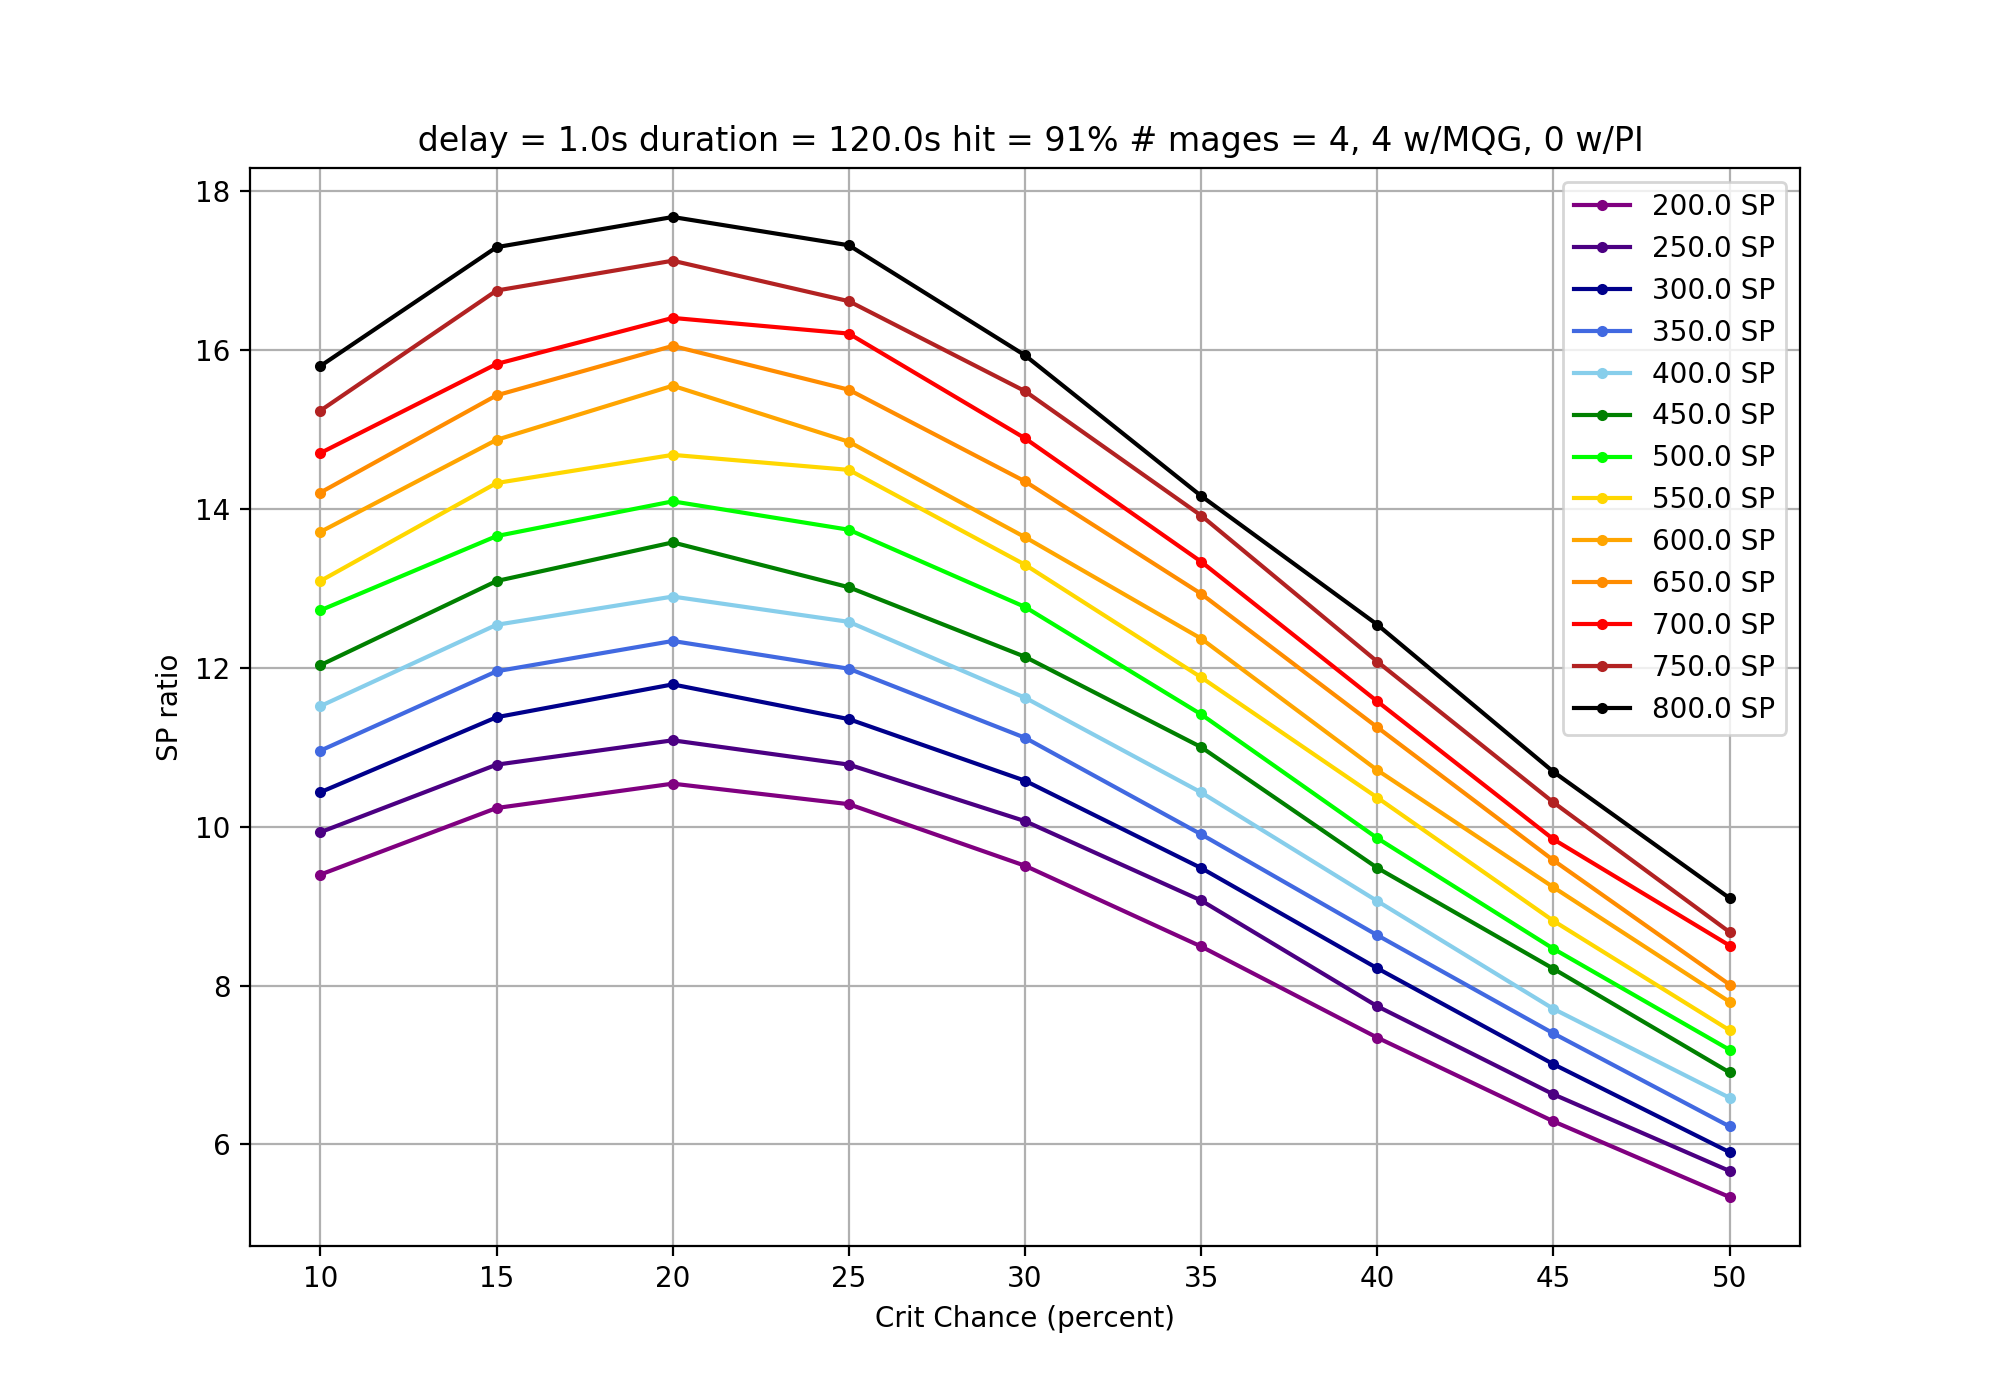 delay = 1.0s duration = 120.0s hit = 91% # mages = 4, 4 w/MQG, 0 w/PI
18
16
14
12
10
8
6
SP ratio
200.0 SP
250.0 SP
300.0 SP
350.0 SP
400.0 SP
450.0 SP
500.0 SP
550.0 SP
600.0 SP
650.0 SP
700.0 SP
750.0 SP
800.0 SP
10 15 20 25 30 35 40 45 50
Crit Chance (percent)